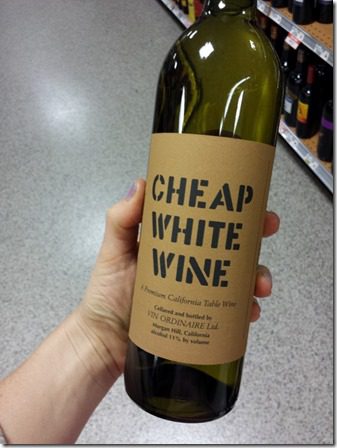 CHEAP
WHITE
WINE
A Premium California Table Wine
Cellared and bottled by
VIN ORDINAIRE Ltd.
Morgan Hill, California
alcohol 11% by volume